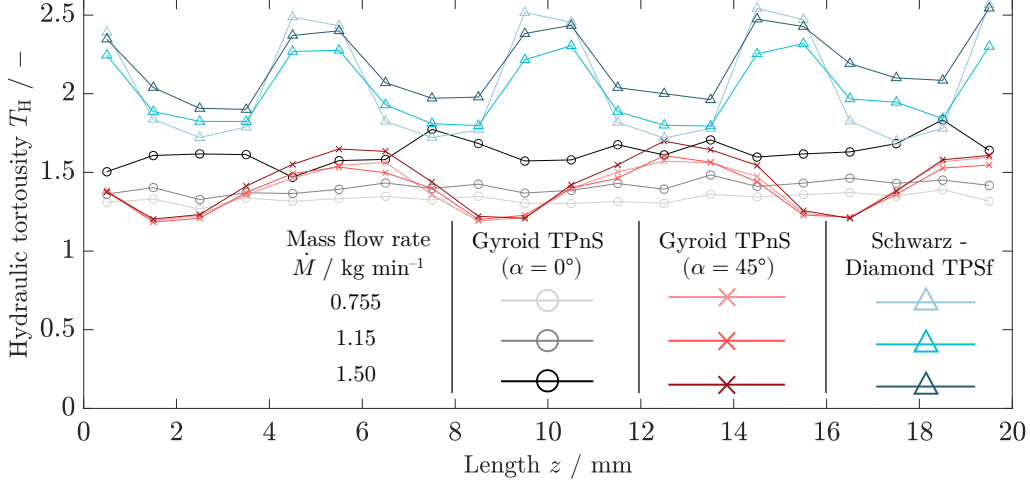 2.5
2
1.5
1
0.5
0
Hydraulic tortousity T_H / −
Mass flow rate
Ṁ / kg min⁻¹
0.755
1.15
1.50
Gyroid TPnS
(α = 0°)
Gyroid TPnS
(α = 45°)
Schwarz -
Diamond TPSf
0 2 4 6 8 10 12 14 16 18 20
Length z / mm